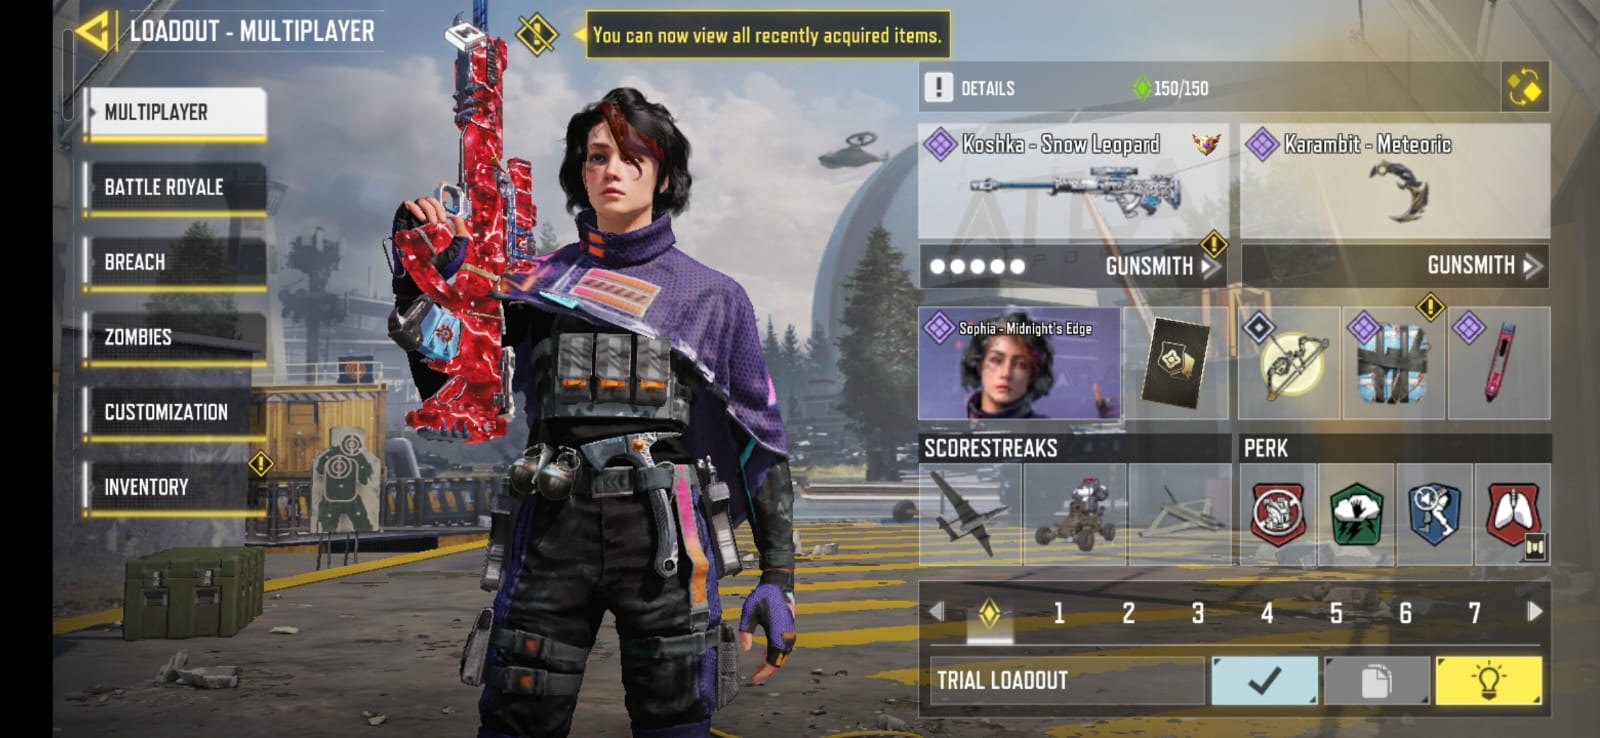 LOADOUT - MULTIPLAYER
You can now view all recently acquired items.
MULTIPLAYER
BATTLE ROYALE
BREACH
ZOMBIES
CUSTOMIZATION
INVENTORY
! DETAILS 150/150
Koshka - Snow Leopard
Karambit - Meteoric
GUNSMITH
GUNSMITH
Sophia - Midnight's Edge
SCORESTREAKS
PERK
1 2 3 4 5 6 7
TRIAL LOADOUT